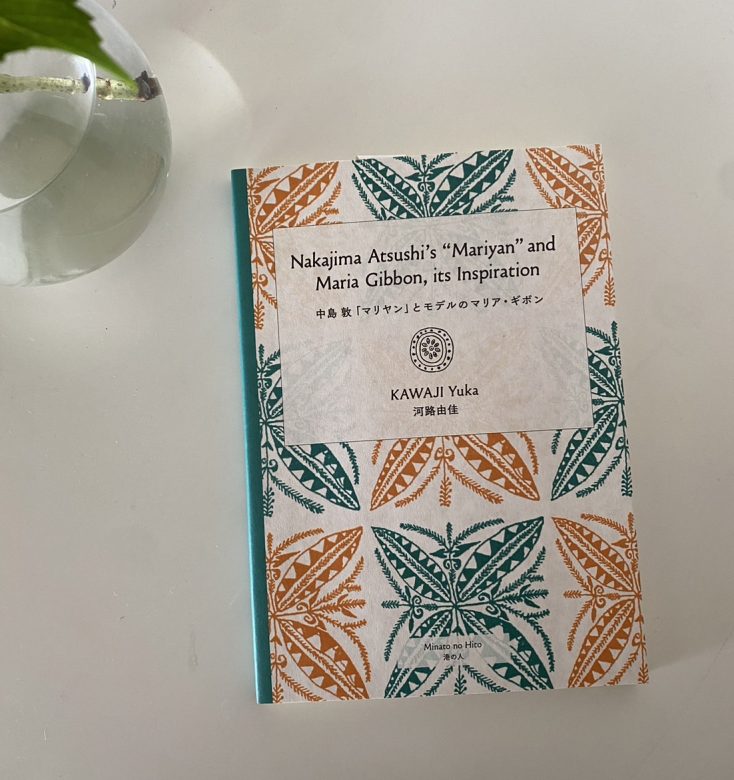 Nakajima Atsushi's “Mariyan” and
Maria Gibbon, its Inspiration
中島 敦「マリヤン」とモデルのマリア・ギボン
KAWAJI Yuka
河路由佳
Minato no Hito
港の人